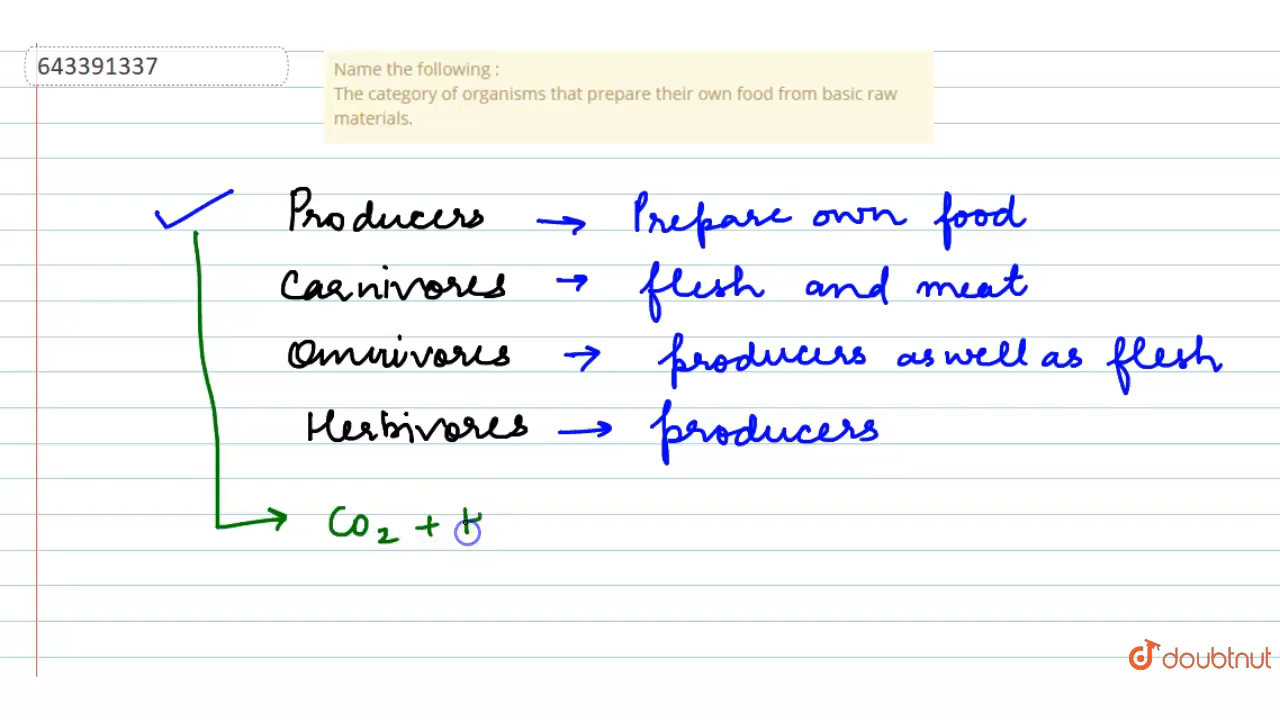 643391337
Name the following :
The category of organisms that prepare their own food from basic raw
materials.
Producers → Prepare own food
Carnivores → flesh and meat
Omnivores → producers as well as flesh
Herbivores → producers
→ CO2 +
doubtnut